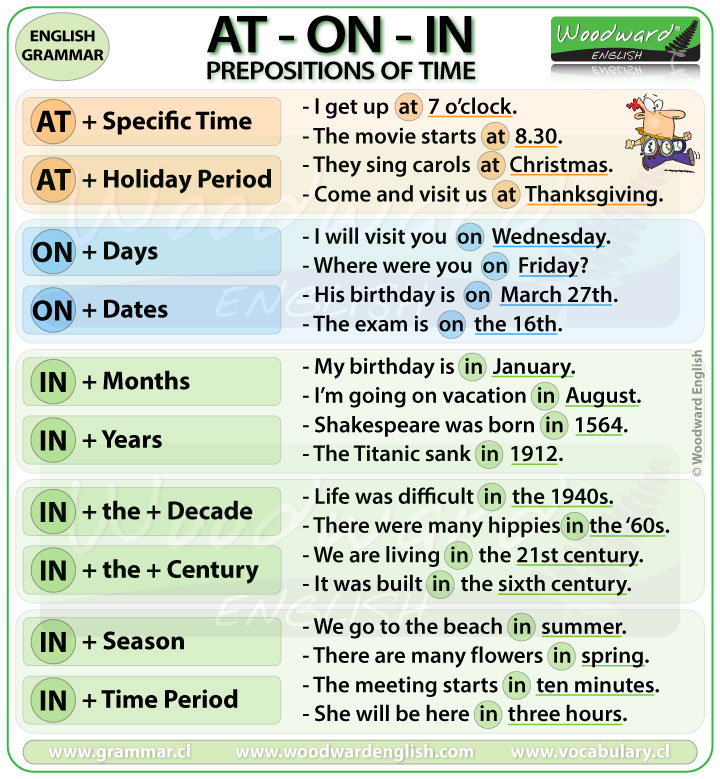 ENGLISH
GRAMMAR
AT - ON - IN
PREPOSITIONS OF TIME
Woodward®
ENGLISH
AT + Specific Time
AT + Holiday Period
- I get up at 7 o’clock.
- The movie starts at 8.30.
- They sing carols at Christmas.
- Come and visit us at Thanksgiving.
ON + Days
ON + Dates
- I will visit you on Wednesday.
- Where were you on Friday?
- His birthday is on March 27th.
- The exam is on the 16th.
IN + Months
IN + Years
- My birthday is in January.
- I’m going on vacation in August.
- Shakespeare was born in 1564.
- The Titanic sank in 1912.
IN + the + Decade
IN + the + Century
- Life was difficult in the 1940s.
- There were many hippies in the ‘60s.
- We are living in the 21st century.
- It was built in the sixth century.
IN + Season
IN + Time Period
- We go to the beach in summer.
- There are many flowers in spring.
- The meeting starts in ten minutes.
- She will be here in three hours.
© Woodward English
Woodward
ENGLISH
Woodward
ENGLISH
www.grammar.cl www.woodwardenglish.com www.vocabulary.cl